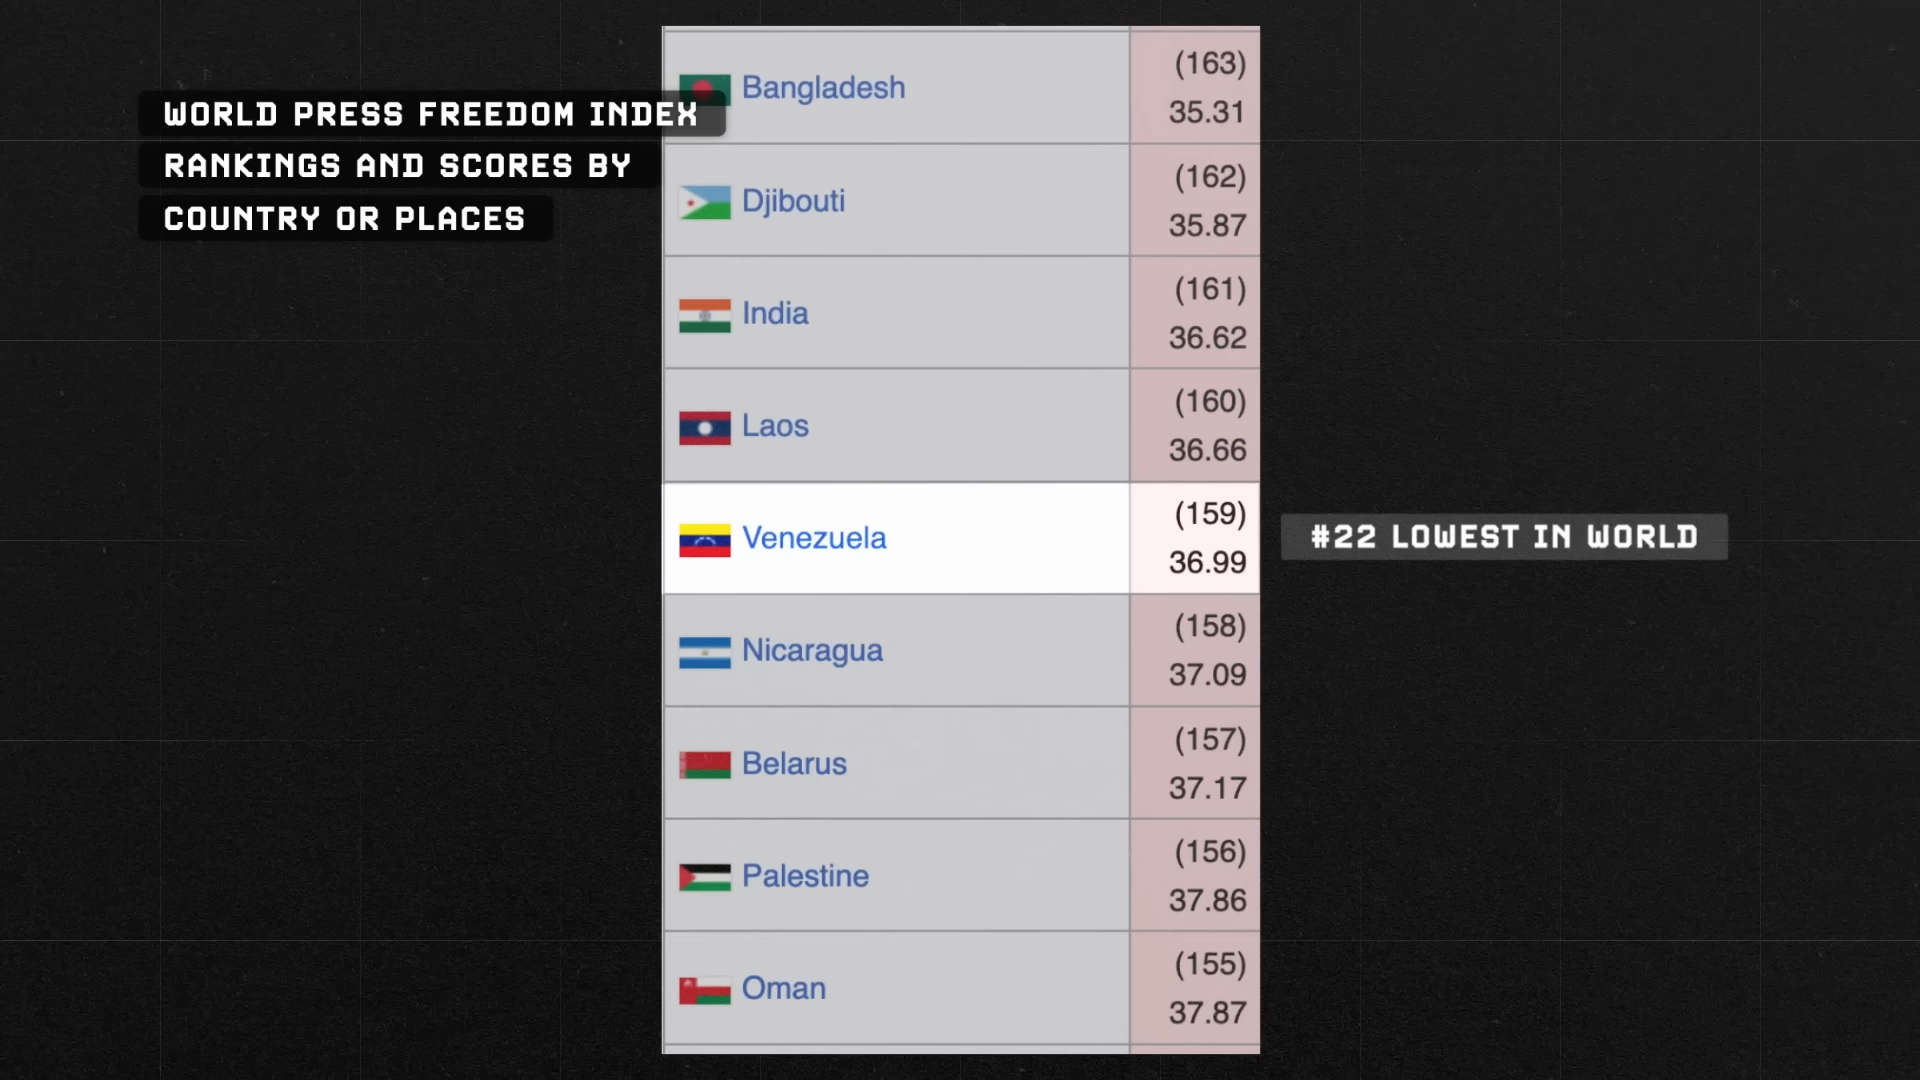 WORLD PRESS FREEDOM INDEX
RANKINGS AND SCORES BY
COUNTRY OR PLACES
Bangladesh
(163)
35.31
Djibouti
(162)
35.87
India
(161)
36.62
Laos
(160)
36.66
Venezuela
(159)
36.99
#22 LOWEST IN WORLD
Nicaragua
(158)
37.09
Belarus
(157)
37.17
Palestine
(156)
37.86
Oman
(155)
37.87